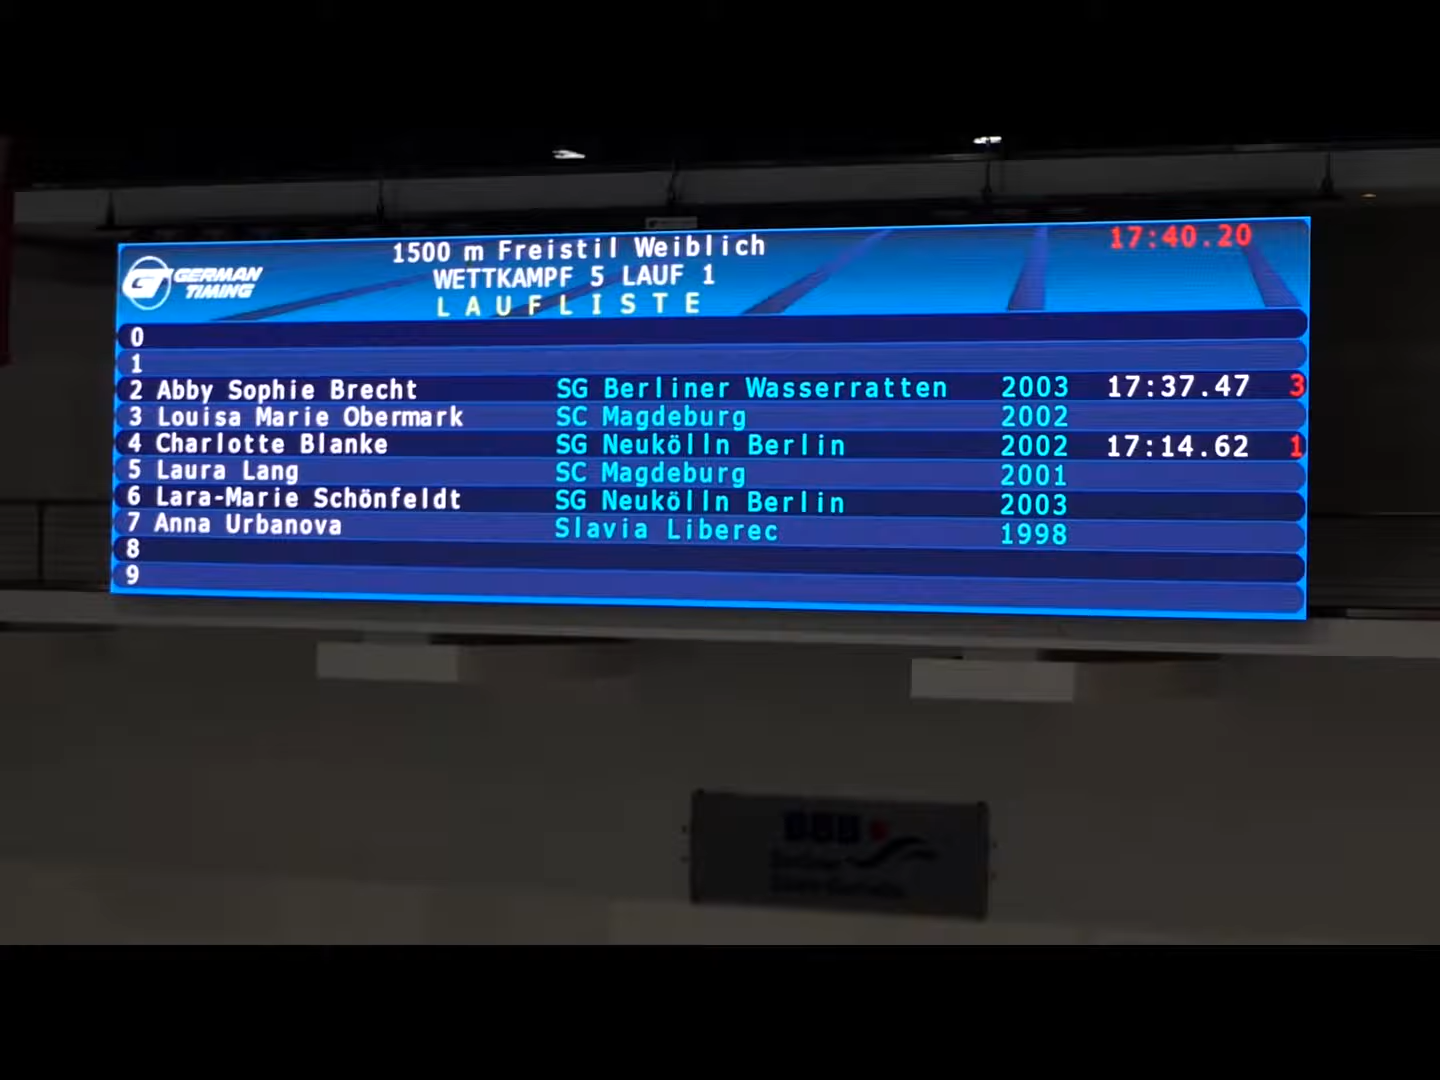 GERMAN
TIMING
1500 m Freistil Weiblich
WETTKAMPF 5 LAUF 1
LAUFLISTE
17:40.20
0
1
2 Abby Sophie Brecht SG Berliner Wasserratten 2003 17:37.47 3
3 Louisa Marie Obermark SC Magdeburg 2002
4 Charlotte Blanke SG Neukölln Berlin 2002 17:14.62 1
5 Laura Lang SC Magdeburg 2001
6 Lara-Marie Schönfeldt SG Neukölln Berlin 2003
7 Anna Urbanova Slavia Liberec 1998
8
9